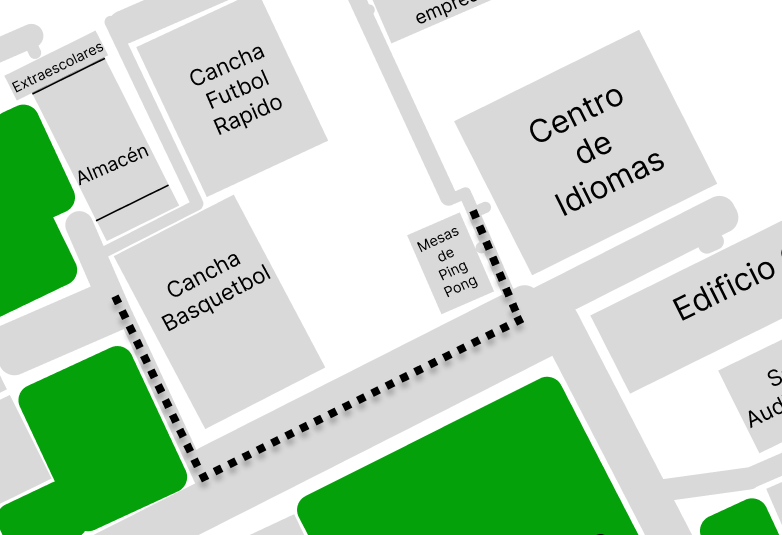 empre
Extraescolares
Cancha
Futbol
Rapido
Centro
de
Idiomas
Almacén
Mesas
de
Ping
Pong
Cancha
Basquetbol
Edificio
S
Aud